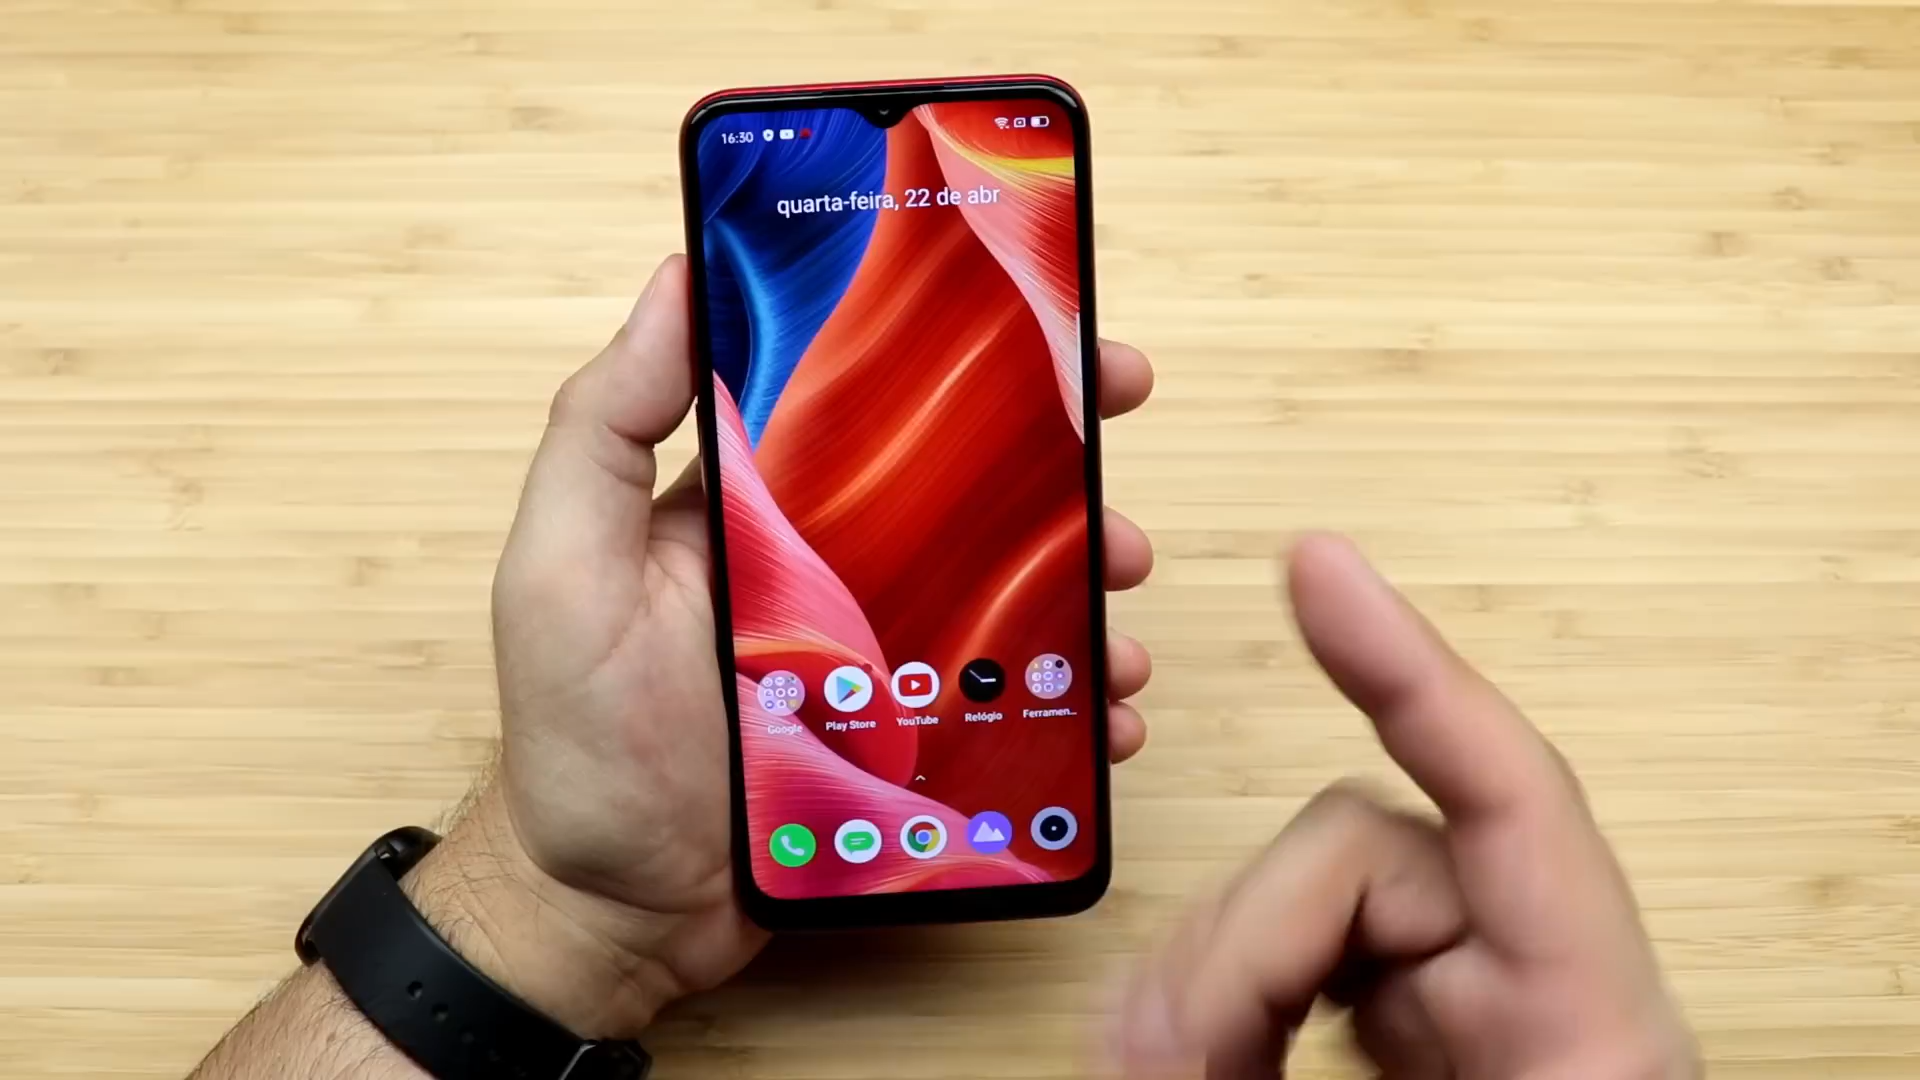 16:30
quarta-feira, 22 de abr
Google
Play Store
YouTube
Relógio
Ferramen...